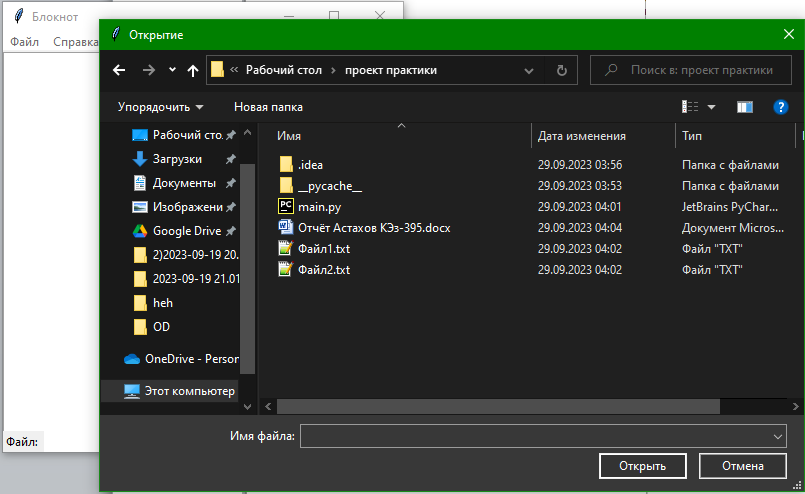 Блокнот
Файл Справка
Открытие
« Рабочий стол › проект практики
Поиск в: проект практики
Упорядочить Новая папка
Имя Дата изменения Тип
Рабочий сто.
Загрузки
Документы
Изображени
Google Drive
2)2023-09-19 20.
2023-09-19 21.01
heh
OD
OneDrive - Person
Этот компьютер
.idea 29.09.2023 03:56 Папка с файлами
__pycache__ 29.09.2023 03:53 Папка с файлами
main.py 29.09.2023 04:01 JetBrains PyChar...
Отчёт Астахов КЭз-395.docx 29.09.2023 04:04 Документ Micros...
Файл1.txt 29.09.2023 04:02 Файл "TXT"
Файл2.txt 29.09.2023 04:02 Файл "TXT"
Файл:
Имя файла:
Открыть Отмена